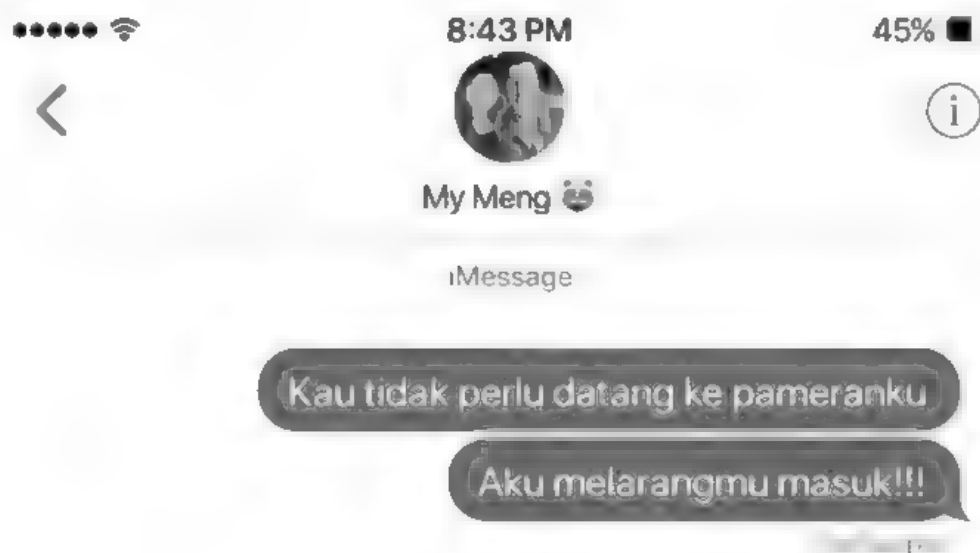 8:43 PM
45%
My Meng
iMessage
Kau tidak perlu datang ke pameranku
Aku melarangmu masuk!!!